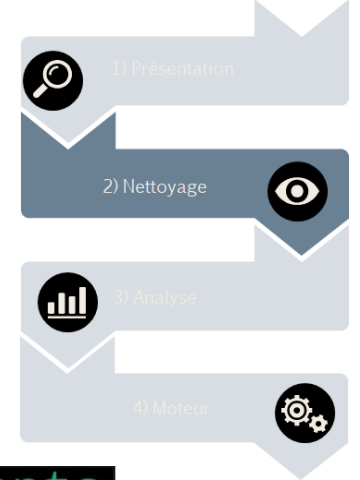 1) Présentation
2) Nettoyage
3) Analyse
4) Moteur